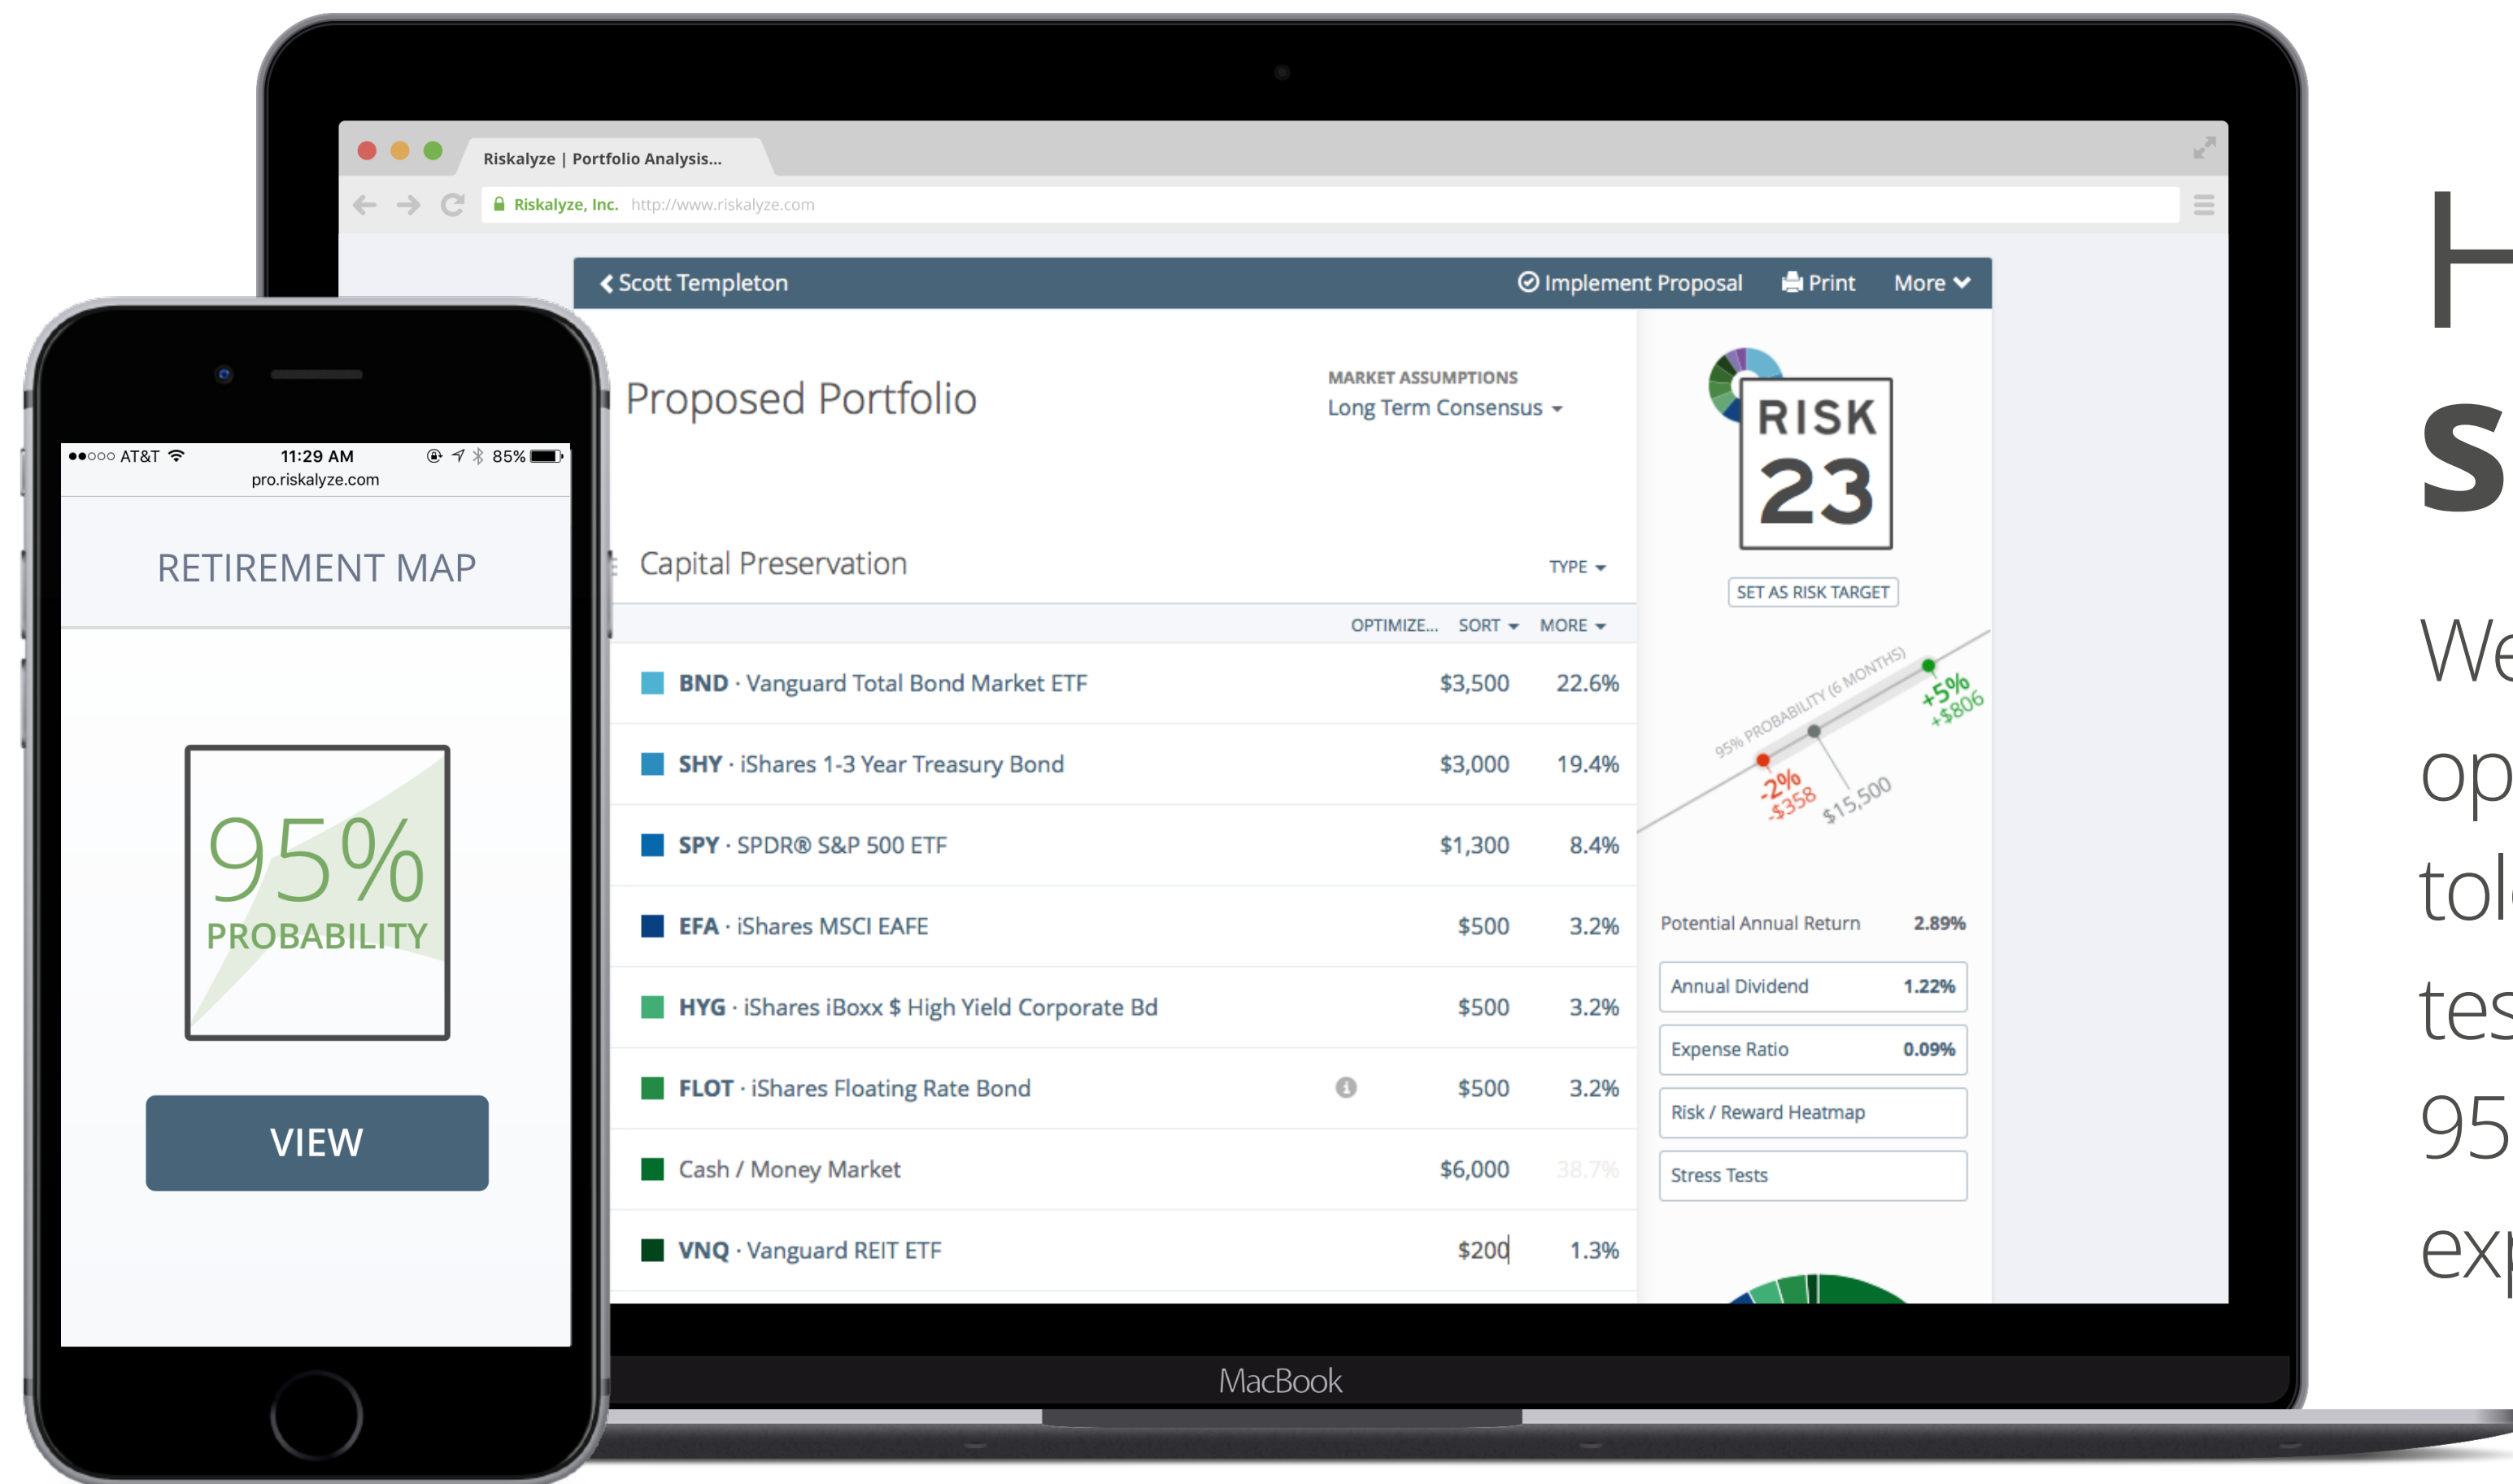 Riskalyze | Portfolio Analysis...
Riskalyze, Inc. http://www.riskalyze.com
Scott Templeton
Implement Proposal Print More
Proposed Portfolio
MARKET ASSUMPTIONS
Long Term Consensus
Capital Preservation
TYPE
OPTIMIZE... SORT MORE
BND · Vanguard Total Bond Market ETF $3,500 22.6%
SHY · iShares 1-3 Year Treasury Bond $3,000 19.4%
SPY · SPDR® S&P 500 ETF $1,300 8.4%
EFA · iShares MSCI EAFE $500 3.2%
HYG · iShares iBoxx $ High Yield Corporate Bd $500 3.2%
FLOT · iShares Floating Rate Bond $500 3.2%
Cash / Money Market $6,000 38.7%
VNQ · Vanguard REIT ETF $200 1.3%
RISK
23
SET AS RISK TARGET
95% PROBABILITY (6 MONTHS)
+5%
+$806
-2%
-$358
$15,500
Potential Annual Return 2.89%
Annual Dividend 1.22%
Expense Ratio 0.09%
Risk / Reward Heatmap
Stress Tests
MacBook
AT&T 11:29 AM 85%
pro.riskalyze.com
RETIREMENT MAP
95%
PROBABILITY
VIEW
H
s
We
op
tol
tes
95
exp